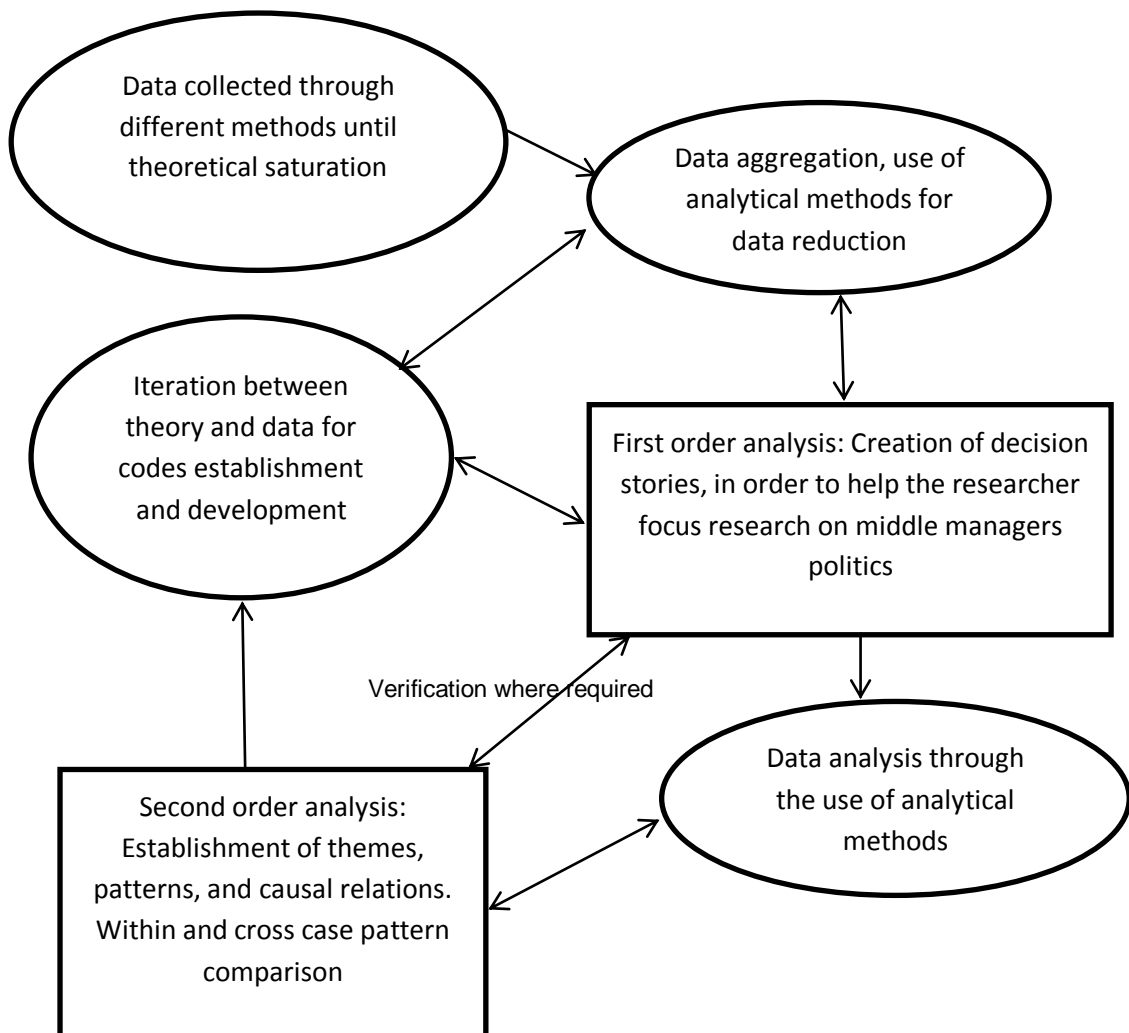 Data collected through
different methods until
theoretical saturation
Data aggregation, use of
analytical methods for
data reduction
Iteration between
theory and data for
codes establishment
and development
First order analysis: Creation of decision
stories, in order to help the researcher
focus research on middle managers
politics
Verification where required
Second order analysis:
Establishment of themes,
patterns, and causal relations.
Within and cross case pattern
comparison
Data analysis through
the use of analytical
methods